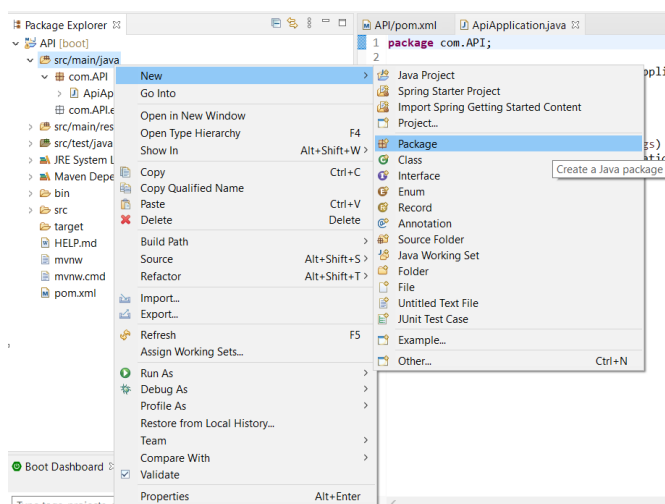 Package Explorer
API [boot]
src/main/java
com.API
ApiAp
com.API.e
src/main/res
src/test/java
JRE System L
Maven Depe
bin
src
target
HELP.md
mvnw
mvnw.cmd
pom.xml
Boot Dashboard
New
Go Into
Open in New Window
Open Type Hierarchy F4
Show In Alt+Shift+W
Copy Ctrl+C
Copy Qualified Name
Paste Ctrl+V
Delete Delete
Build Path
Source Alt+Shift+S
Refactor Alt+Shift+T
Import...
Export...
Refresh F5
Assign Working Sets...
Run As
Debug As
Profile As
Restore from Local History...
Team
Compare With
Validate
Properties Alt+Enter
API/pom.xml ApiApplication.java
1 package com.API;
2
Java Project
Spring Starter Project
Import Spring Getting Started Content
Project...
Package
Class
Interface
Enum
Record
Annotation
Source Folder
Java Working Set
Folder
File
Untitled Text File
JUnit Test Case
Example...
Other... Ctrl+N
Create a Java package